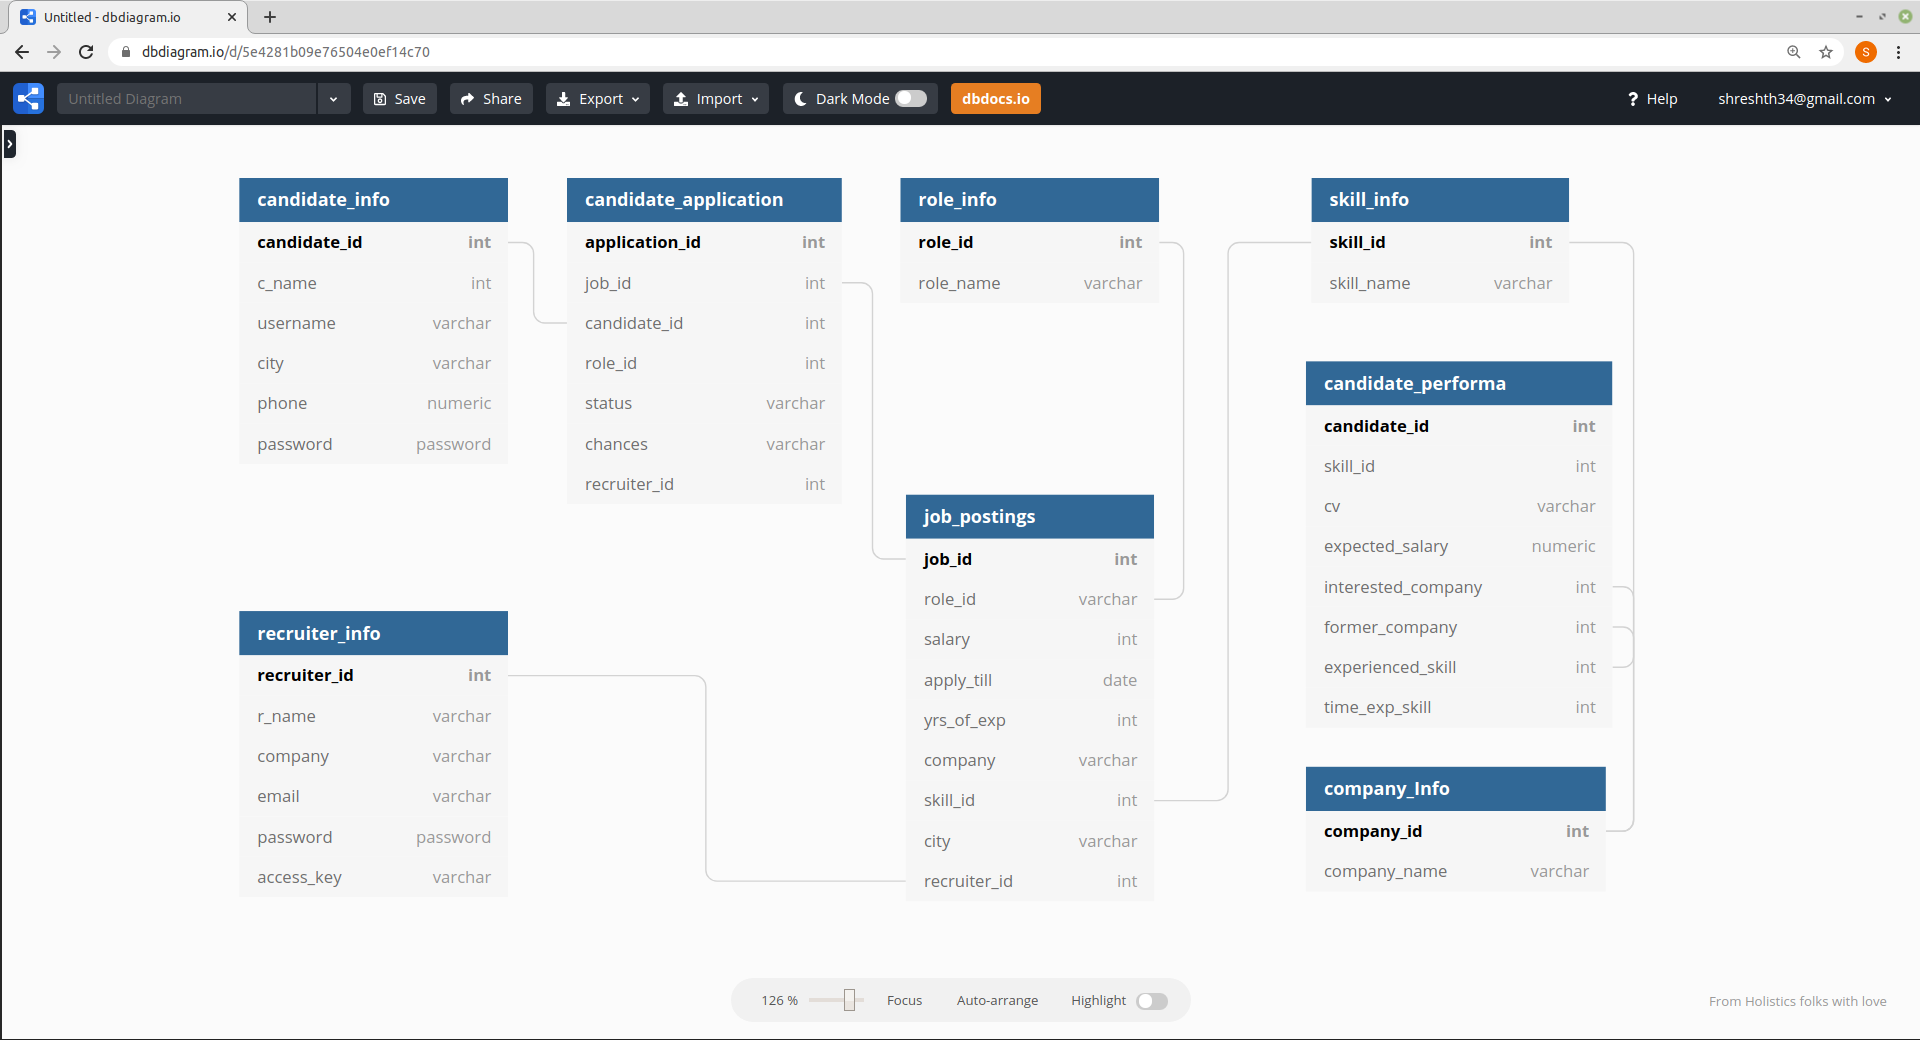 Untitled - dbdiagram.io
dbdiagram.io/d/5e4281b09e76504e0ef14c70
S
Untitled Diagram
Save
Share
Export
Import
Dark Mode
dbdocs.io
? Help
shreshth34@gmail.com
candidate_info
candidate_id int
c_name int
username varchar
city varchar
phone numeric
password password
candidate_application
application_id int
job_id int
candidate_id int
role_id int
status varchar
chances varchar
recruiter_id int
role_info
role_id int
role_name varchar
skill_info
skill_id int
skill_name varchar
candidate_performa
candidate_id int
skill_id int
cv varchar
expected_salary numeric
interested_company int
former_company int
experienced_skill int
time_exp_skill int
job_postings
job_id int
role_id varchar
salary int
apply_till date
yrs_of_exp int
company varchar
skill_id int
city varchar
recruiter_id int
recruiter_info
recruiter_id int
r_name varchar
company varchar
email varchar
password password
access_key varchar
company_Info
company_id int
company_name varchar
126 %
Focus
Auto-arrange
Highlight
From Holistics folks with love